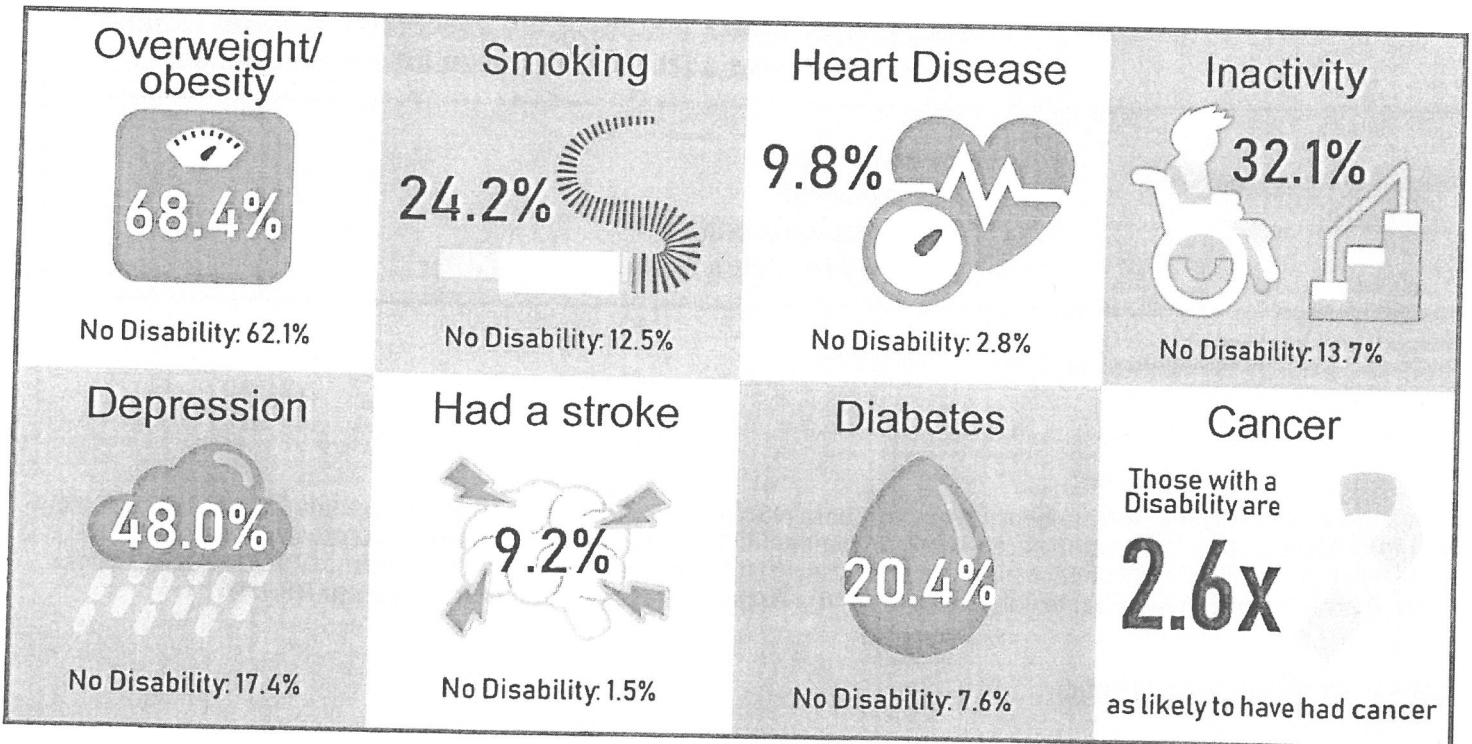 Overweight/
obesity
68.4%
No Disability: 62.1%
Smoking
24.2%
No Disability: 12.5%
Heart Disease
9.8%
No Disability: 2.8%
Inactivity
32.1%
No Disability: 13.7%
Depression
48.0%
No Disability: 17.4%
Had a stroke
9.2%
No Disability: 1.5%
Diabetes
20.4%
No Disability: 7.6%
Cancer
Those with a
Disability are
2.6x
as likely to have had cancer